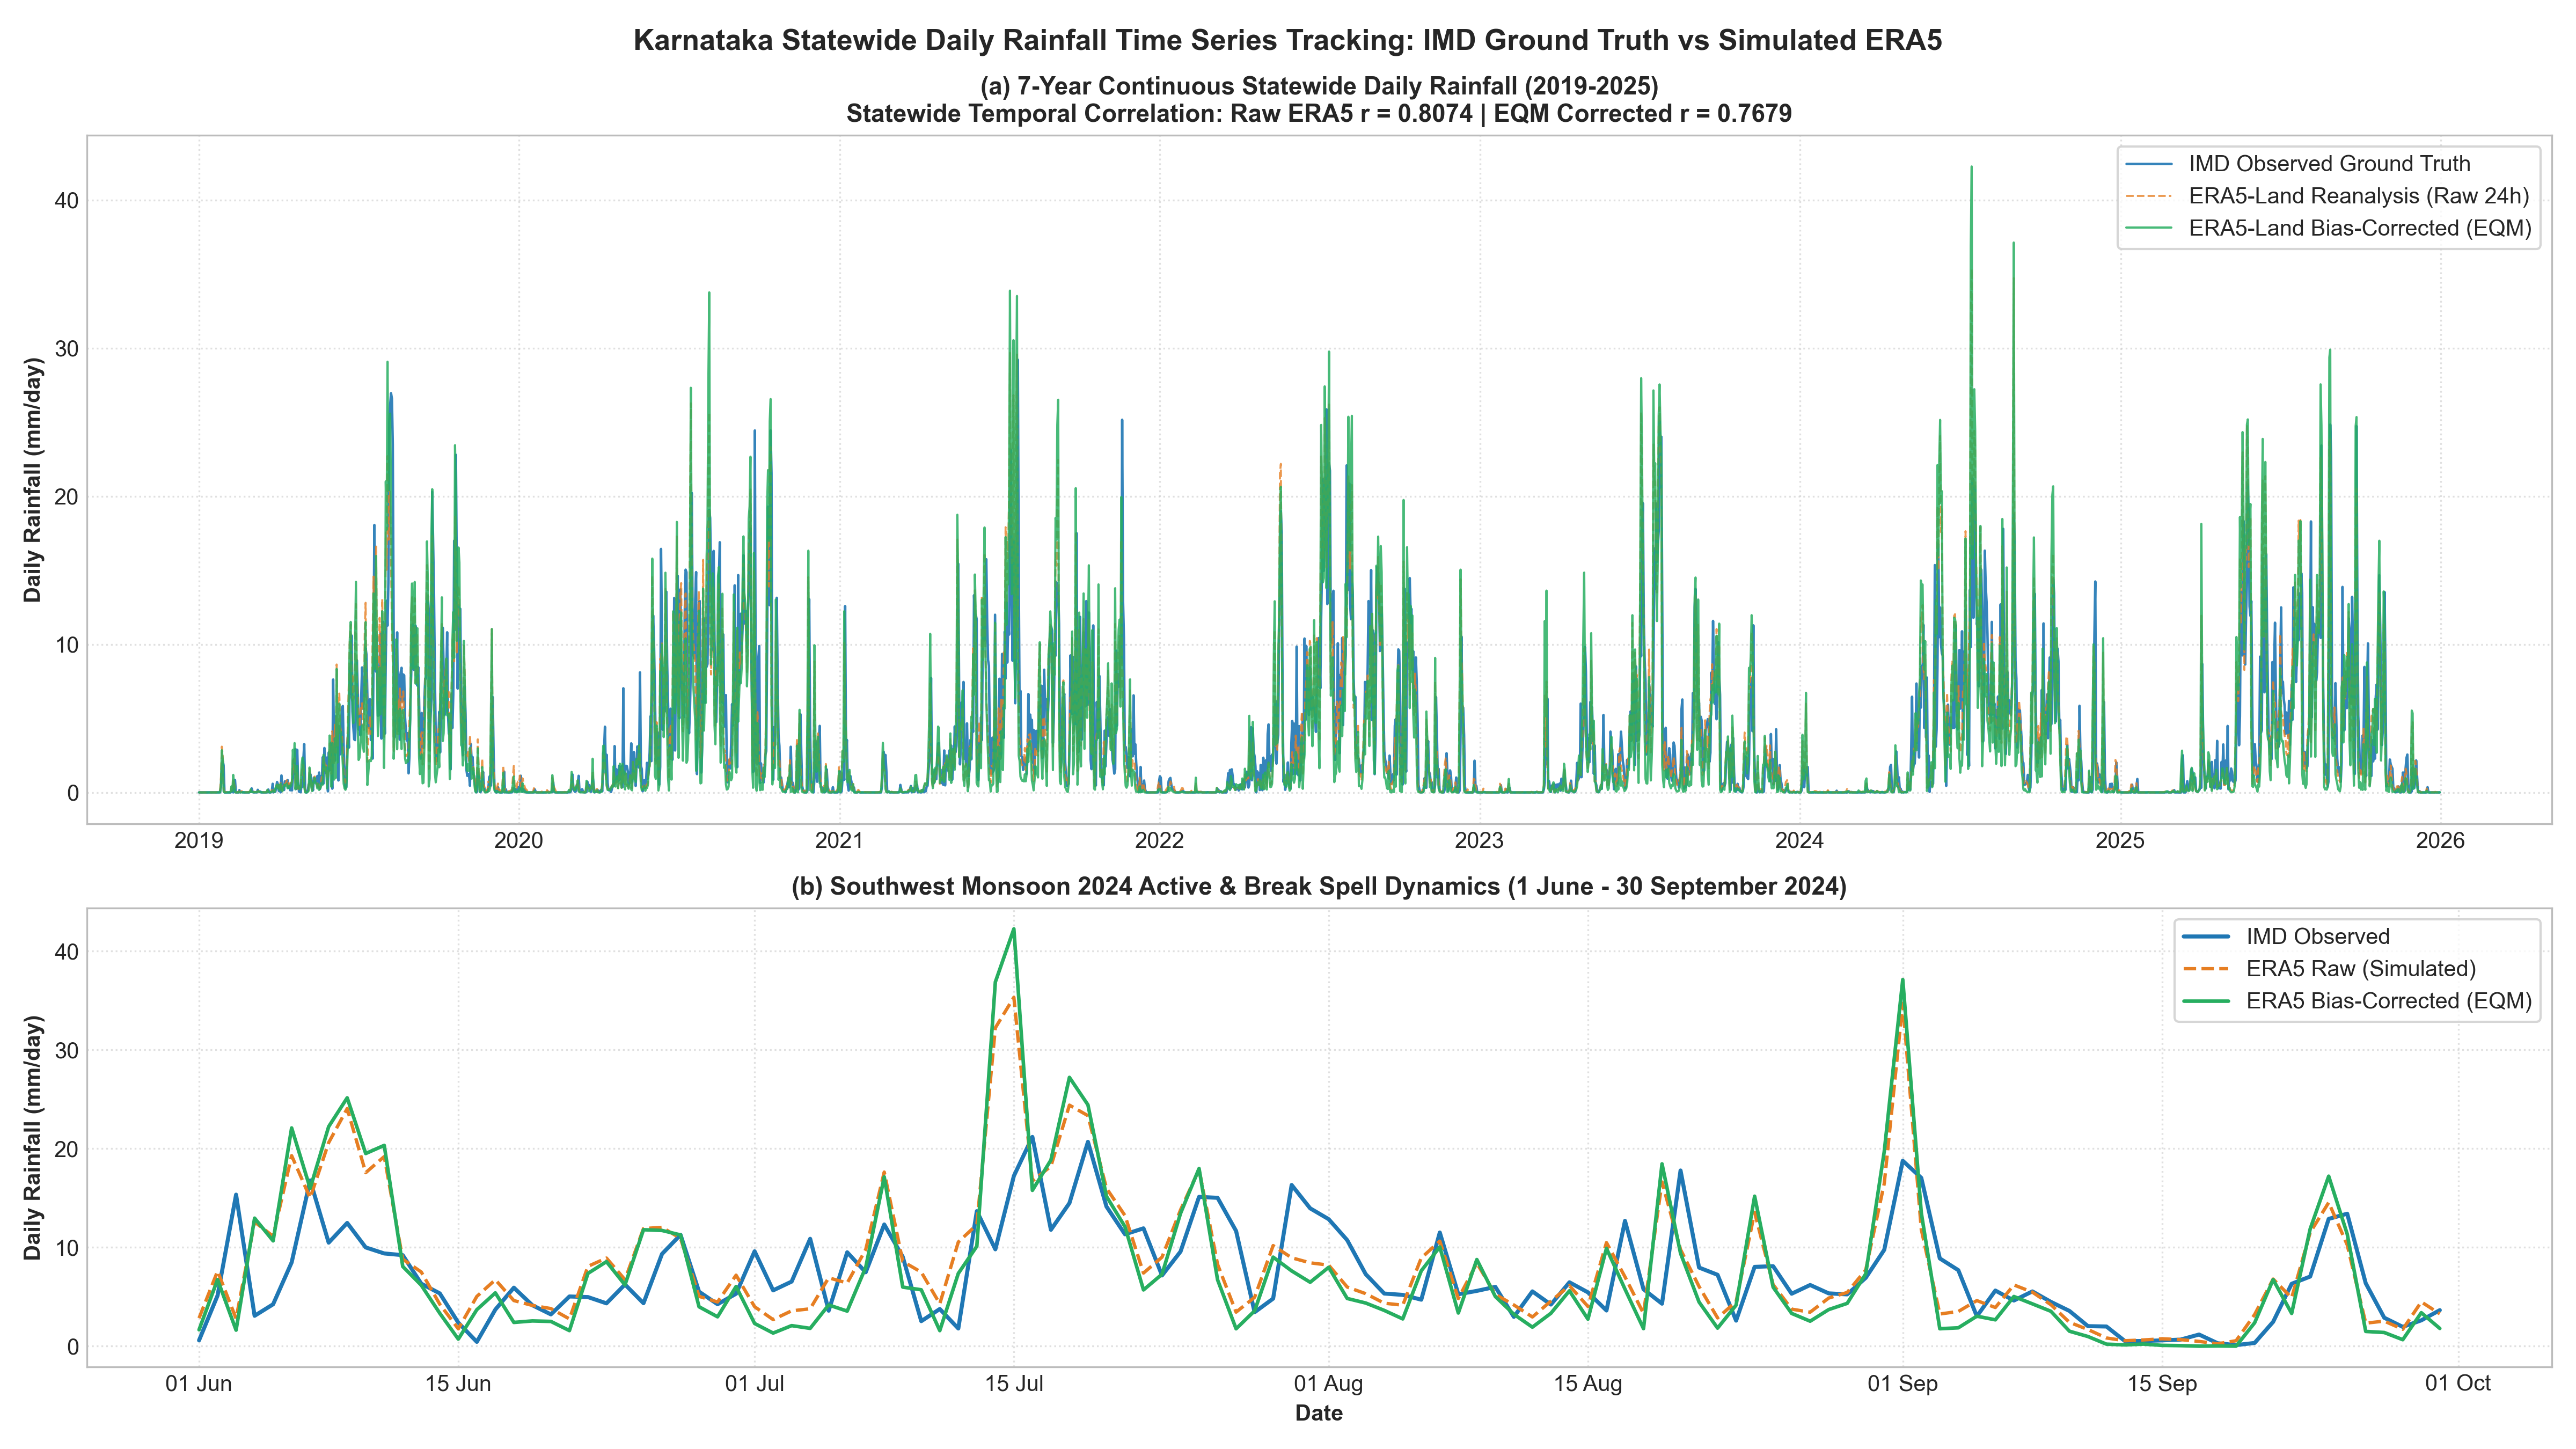 Karnataka Statewide Daily Rainfall Time Series Tracking: IMD Ground Truth vs Simulated ERA5
(a) 7-Year Continuous Statewide Daily Rainfall (2019-2025)
Statewide Temporal Correlation: Raw ERA5 r = 0.8074 | EQM Corrected r = 0.7679
IMD Observed Ground Truth
ERA5-Land Reanalysis (Raw 24h)
ERA5-Land Bias-Corrected (EQM)
Daily Rainfall (mm/day)
40
30
20
10
0
2019 2020 2021 2022 2023 2024 2025 2026
(b) Southwest Monsoon 2024 Active & Break Spell Dynamics (1 June - 30 September 2024)
IMD Observed
ERA5 Raw (Simulated)
ERA5 Bias-Corrected (EQM)
Daily Rainfall (mm/day)
40
30
20
10
0
01 Jun 15 Jun 01 Jul 15 Jul 01 Aug 15 Aug 01 Sep 15 Sep 01 Oct
Date